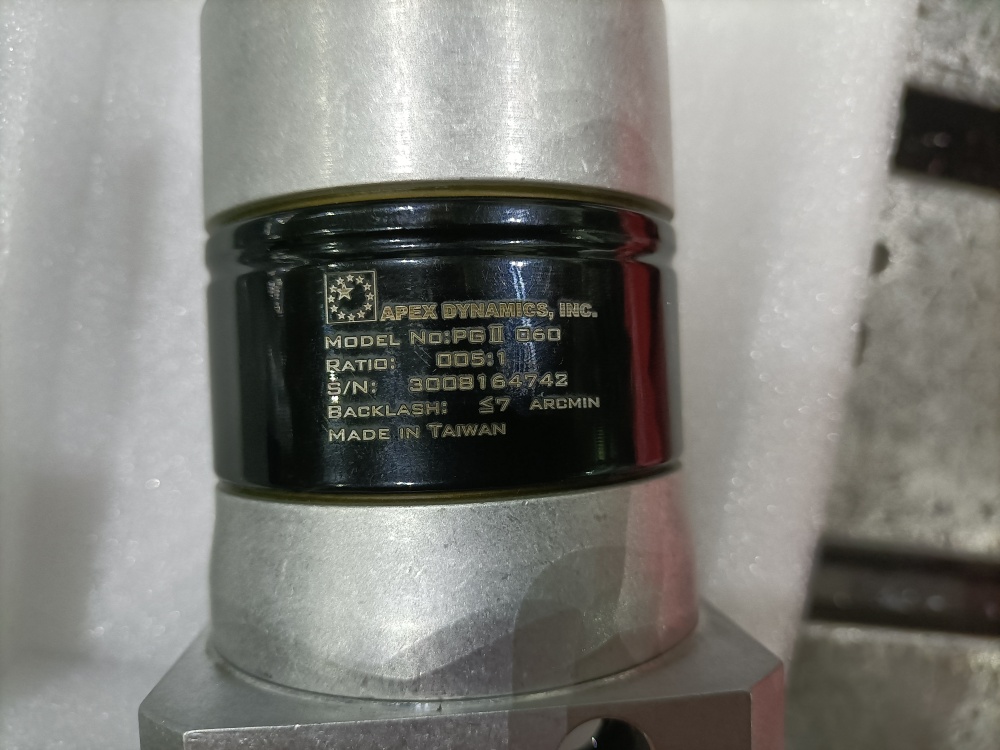 APEX DYNAMICS, INC.
MODEL NO:PGⅡ 060
RATIO: 005:1
S/N: 3008164742
BACKLASH: ≦7 ARCMIN
MADE IN TAIWAN